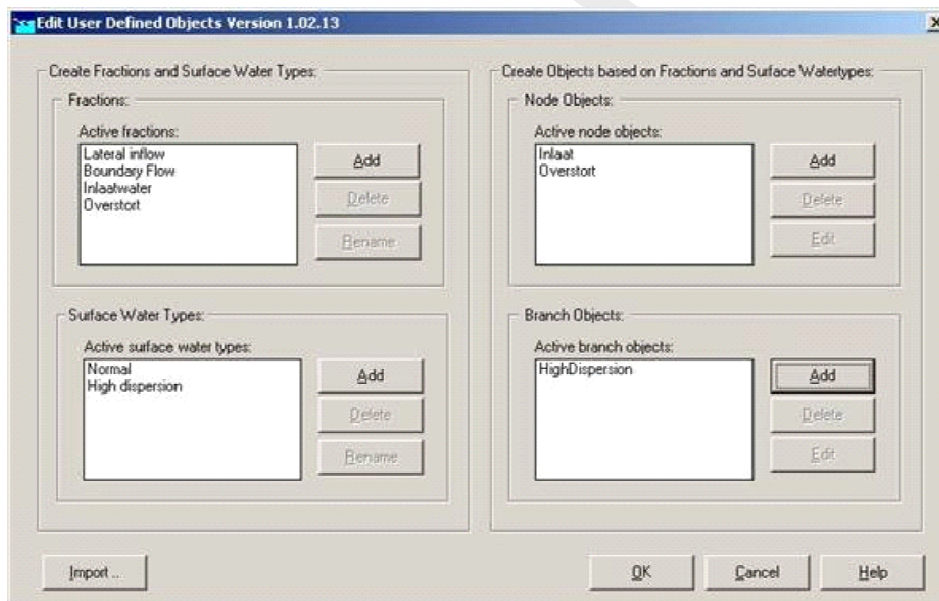 Edit User Defined Objects Version 1.02.13
Create Fractions and Surface Water Types:
Fractions:
Active fractions:
Lateral inflow
Boundary Flow
Inlaatwater
Overstort
Add
Delete
Rename
Surface Water Types:
Active surface water types:
Normal
High dispersion
Add
Delete
Rename
Create Objects based on Fractions and Surface Watertypes:
Node Objects:
Active node objects:
Inlaat
Overstort
Add
Delete
Edit
Branch Objects:
Active branch objects:
HighDispersion
Add
Delete
Edit
Import ..
OK
Cancel
Help